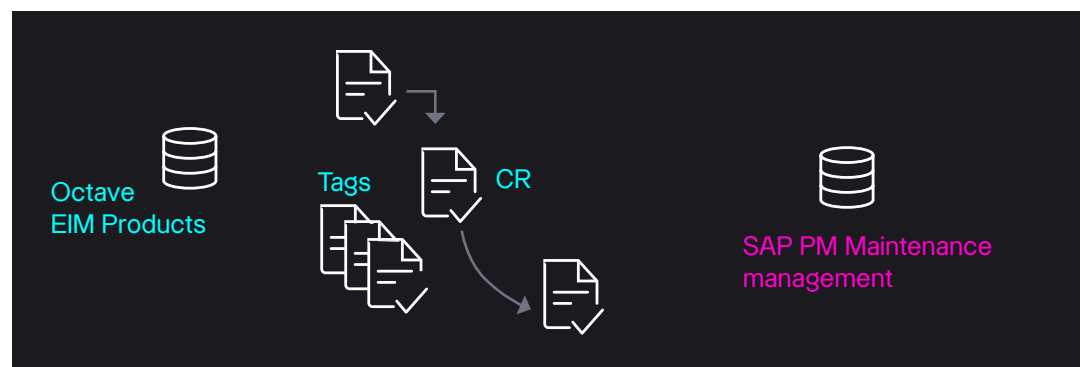 Octave
EIM Products
Tags
CR
SAP PM Maintenance
management